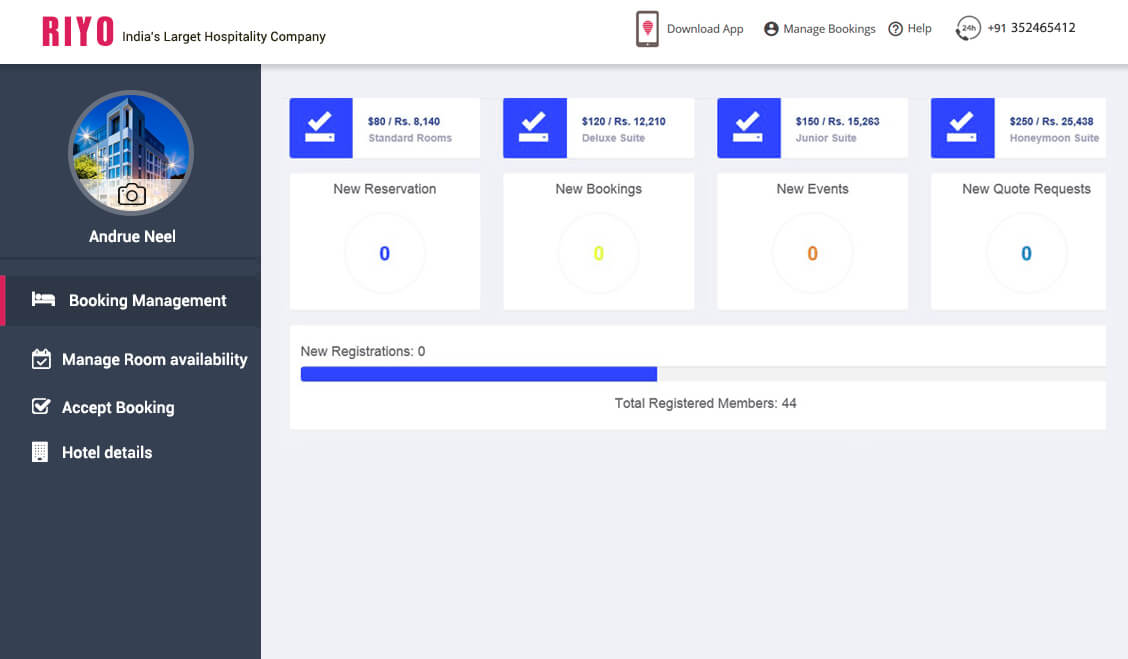 RIYO India's Larget Hospitality Company
Download App
Manage Bookings
Help
24h +91 352465412
Andrue Neel
Booking Management
Manage Room availability
Accept Booking
Hotel details
$80 / Rs. 8,140
Standard Rooms
$120 / Rs. 12,210
Deluxe Suite
$150 / Rs. 15,263
Junior Suite
$250 / Rs. 25,438
Honeymoon Suite
New Reservation
0
New Bookings
0
New Events
0
New Quote Requests
0
New Registrations: 0
Total Registered Members: 44